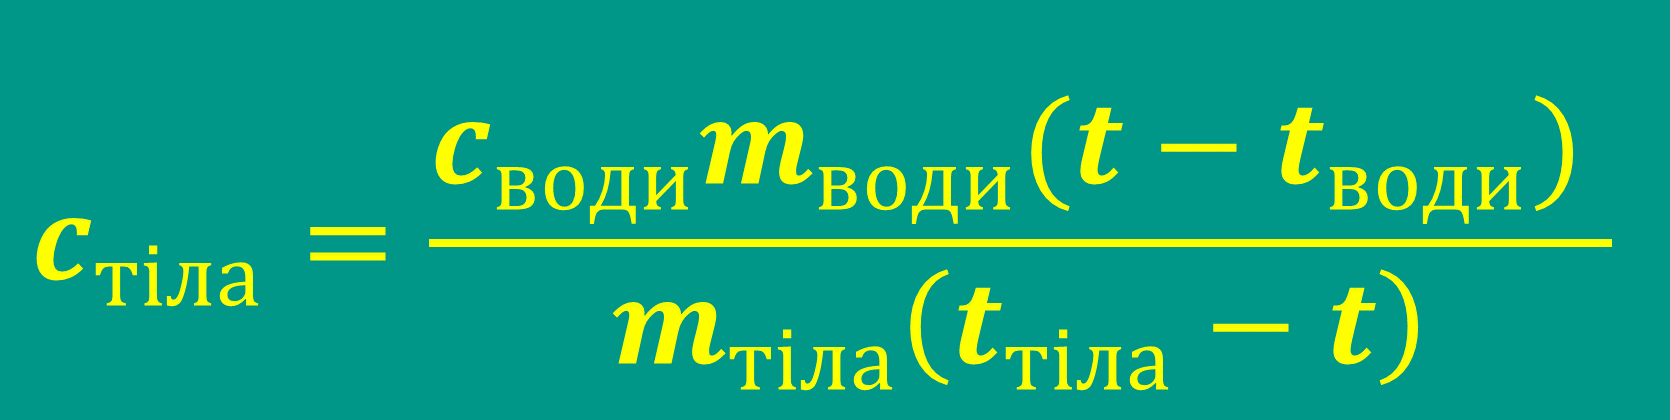 c_тіла = c_води m_води (t − t_води) / m_тіла (t_тіла − t)